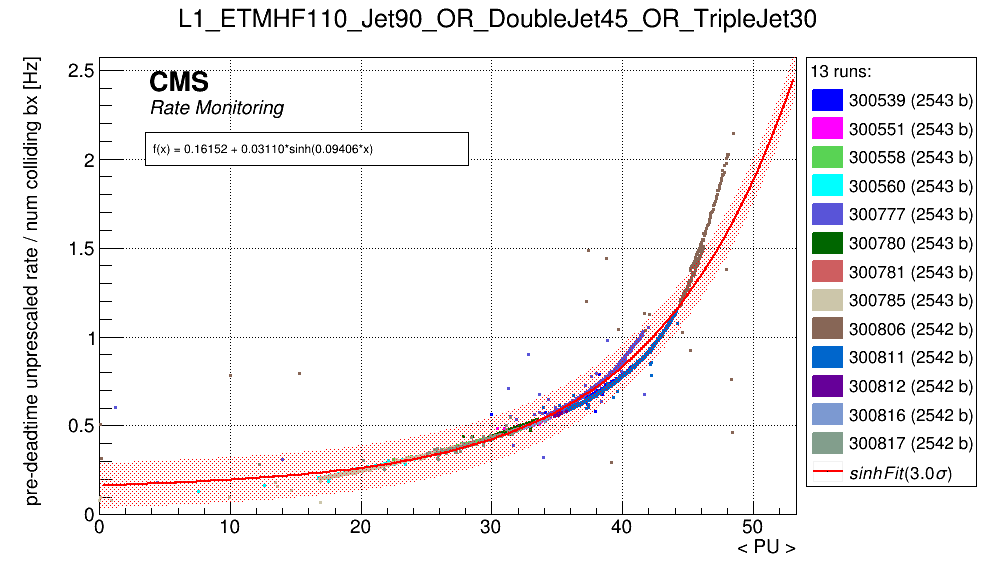 L1_ETMHF110_Jet90_OR_DoubleJet45_OR_TripleJet30
pre-deadtime unprescaled rate / num colliding bx [Hz]
2.5
2
1.5
1
0.5
0
CMS
Rate Monitoring
f(x) = 0.16152 + 0.03110*sinh(0.09406*x)
0 10 20 30 40 50
< PU >
13 runs:
300539 (2543 b)
300551 (2543 b)
300558 (2543 b)
300560 (2543 b)
300777 (2543 b)
300780 (2543 b)
300781 (2543 b)
300785 (2543 b)
300806 (2542 b)
300811 (2542 b)
300812 (2542 b)
300816 (2542 b)
300817 (2542 b)
sinhFit(3.0σ)